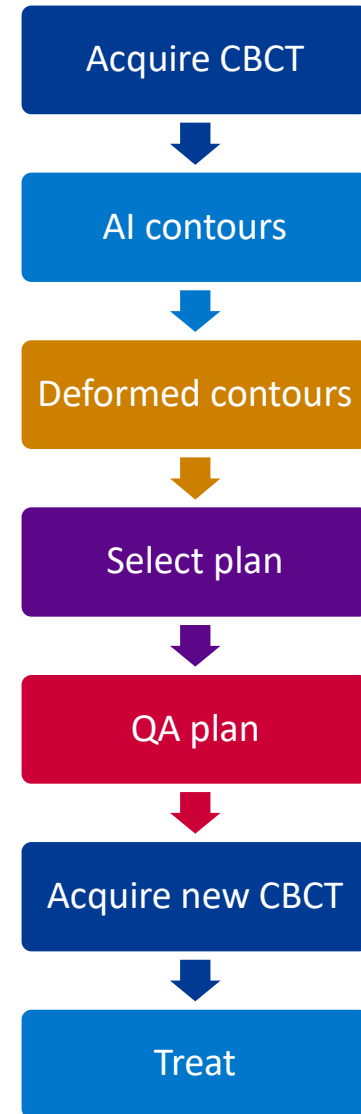 Acquire CBCT
AI contours
Deformed contours
Select plan
QA plan
Acquire new CBCT
Treat